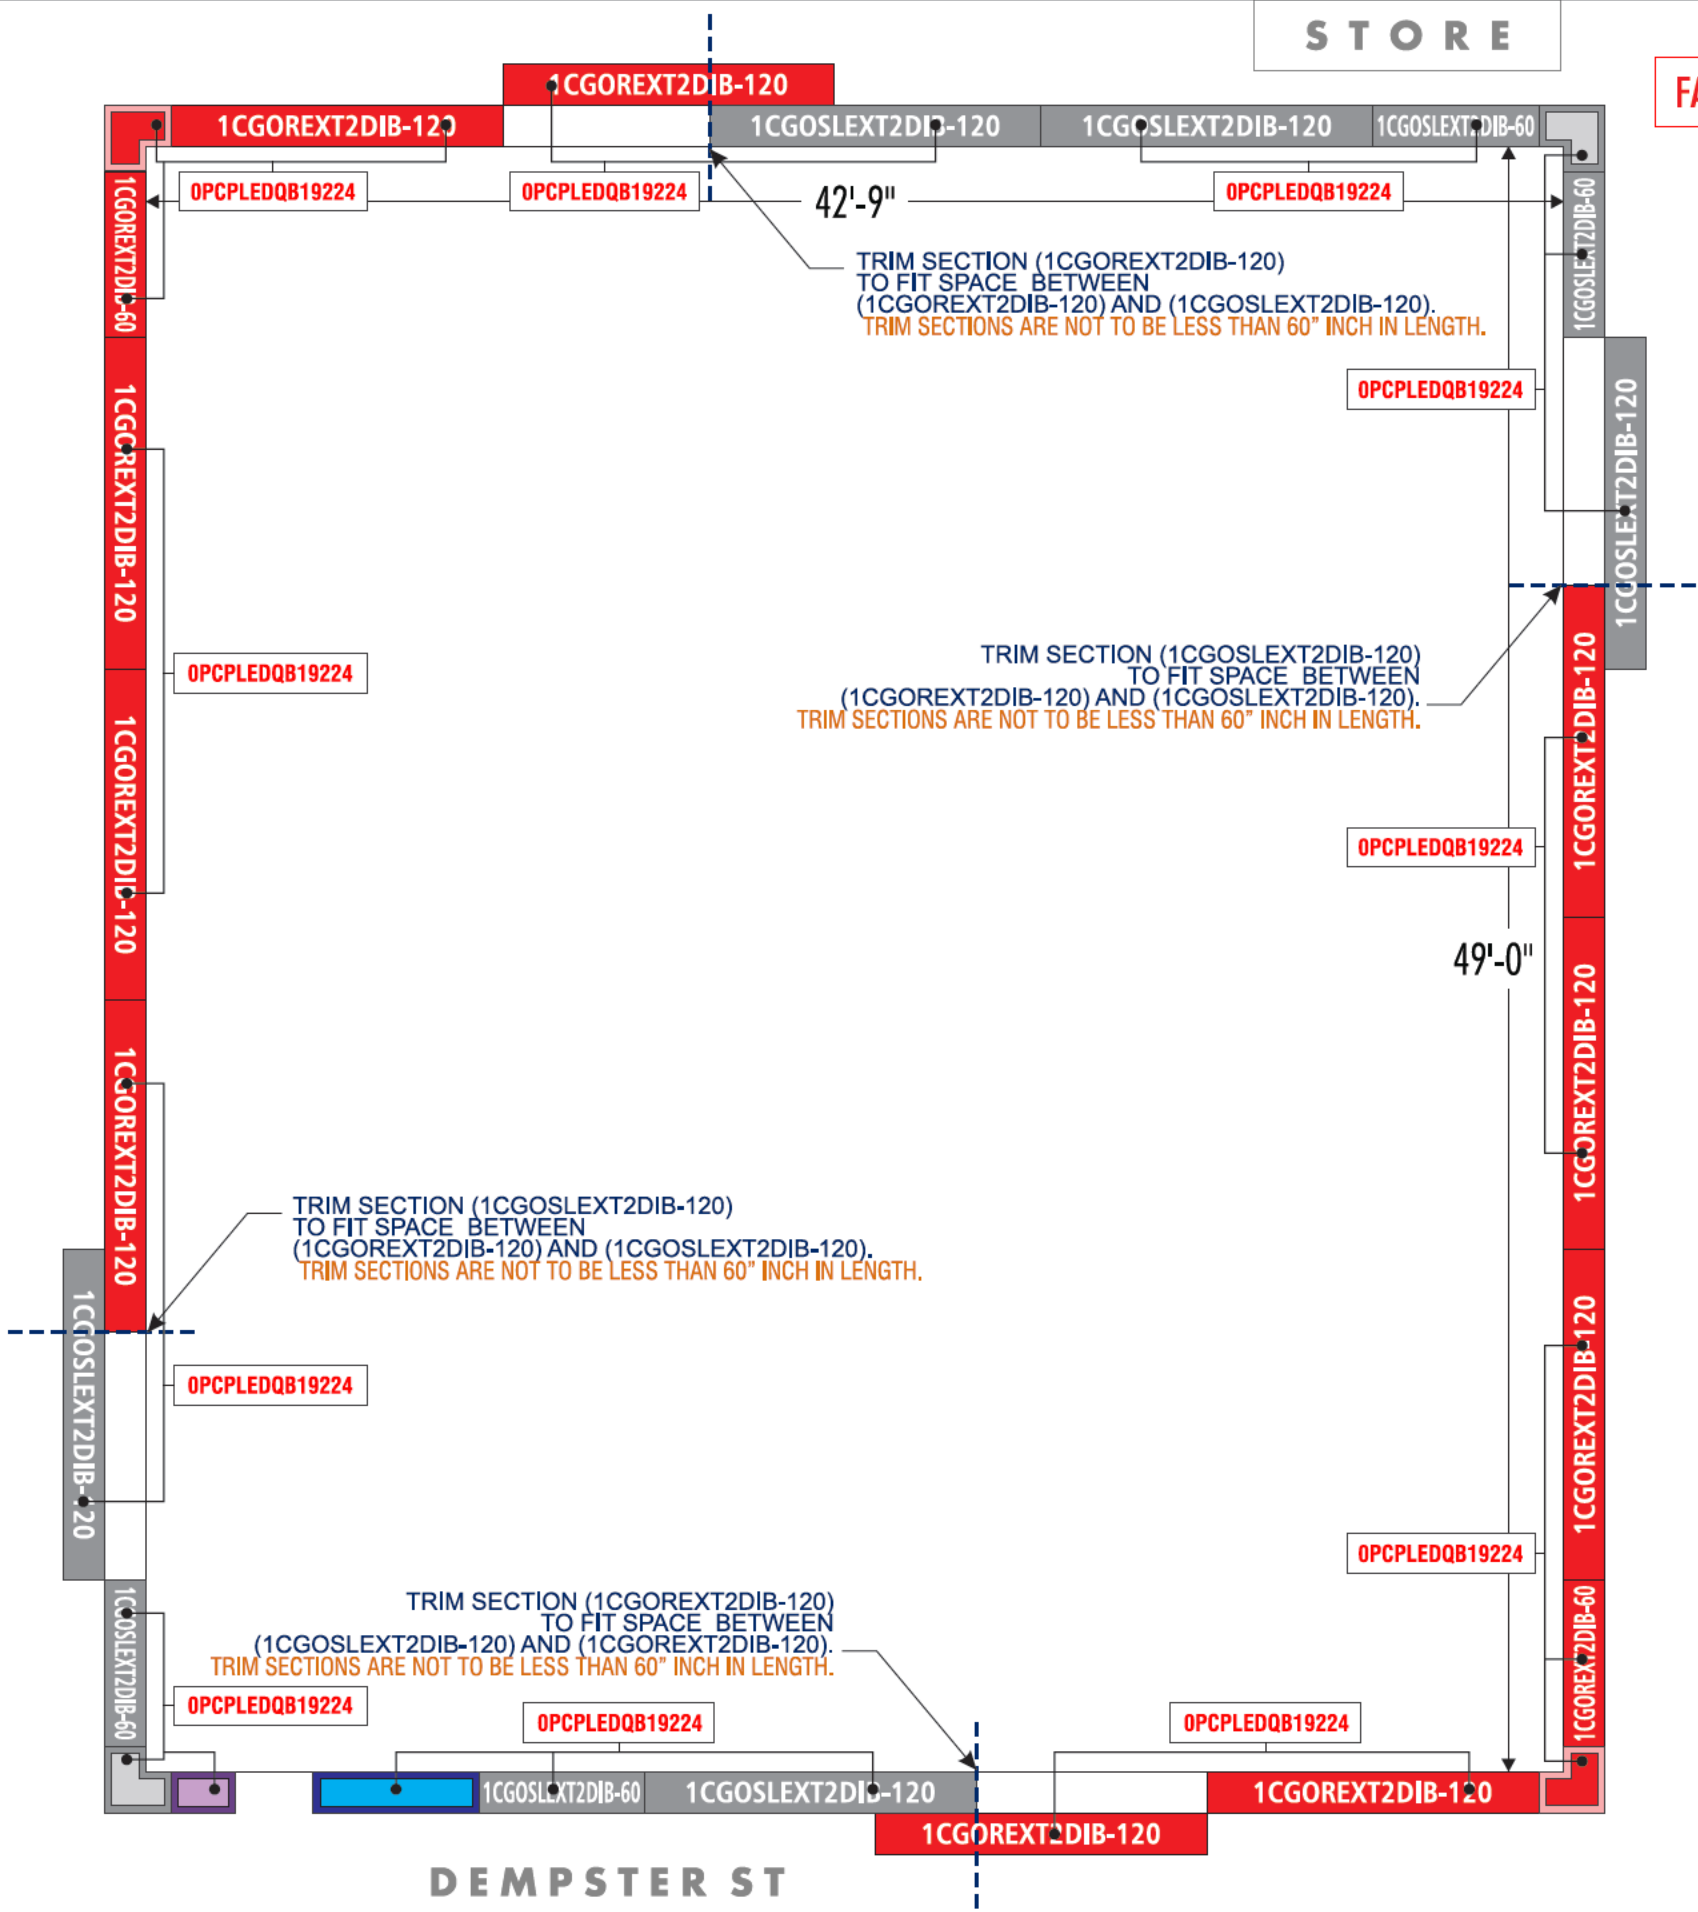 STORE
FA
1CGOREXT2DIB-120
1CGOREXT2DIB-120
1CGOSLEXT2DIB-120
1CGOSLEXT2DIB-120
1CGOSLEXT2DIB-60
0PCPLEDQB19224
0PCPLEDQB19224
42'-9"
0PCPLEDQB19224
1CGOREXT2DIB-60
1CGOSLEXT2DIB-60
TRIM SECTION (1CGOREXT2DIB-120)
TO FIT SPACE BETWEEN
(1CGOREXT2DIB-120) AND (1CGOSLEXT2DIB-120).
TRIM SECTIONS ARE NOT TO BE LESS THAN 60" INCH IN LENGTH.
0PCPLEDQB19224
1CGOREXT2DIB-120
1CGOSLEXT2DIB-120
0PCPLEDQB19224
TRIM SECTION (1CGOSLEXT2DIB-120)
TO FIT SPACE BETWEEN
(1CGOREXT2DIB-120) AND (1CGOSLEXT2DIB-120).
TRIM SECTIONS ARE NOT TO BE LESS THAN 60" INCH IN LENGTH.
1CGOREXT2DIB-120
1CGOREXT2DIB-120
0PCPLEDQB19224
49'-0"
1CGOREXT2DIB-120
1CGOREXT2DIB-120
TRIM SECTION (1CGOSLEXT2DIB-120)
TO FIT SPACE BETWEEN
(1CGOREXT2DIB-120) AND (1CGOSLEXT2DIB-120).
TRIM SECTIONS ARE NOT TO BE LESS THAN 60" INCH IN LENGTH.
1CGOSLEXT2DIB-120
0PCPLEDQB19224
1CGOREXT2DIB-120
0PCPLEDQB19224
1CGOSLEXT2DIB-60
TRIM SECTION (1CGOREXT2DIB-120)
TO FIT SPACE BETWEEN
(1CGOSLEXT2DIB-120) AND (1CGOREXT2DIB-120).
TRIM SECTIONS ARE NOT TO BE LESS THAN 60" INCH IN LENGTH.
1CGOREXT2DIB-60
0PCPLEDQB19224
0PCPLEDQB19224
0PCPLEDQB19224
1CGOSLEXT2DIB-60
1CGOSLEXT2DIB-120
1CGOREXT2DIB-120
1CGOREXT2DIB-120
DEMPSTER ST